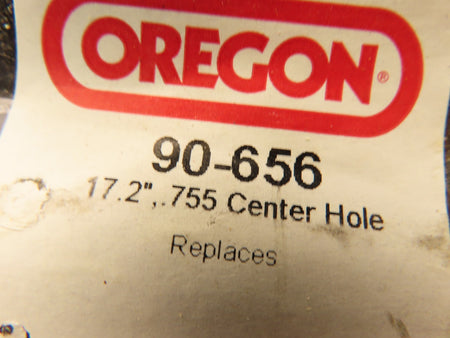 OREGON®
90-656
17.2",.755 Center Hole
Replaces